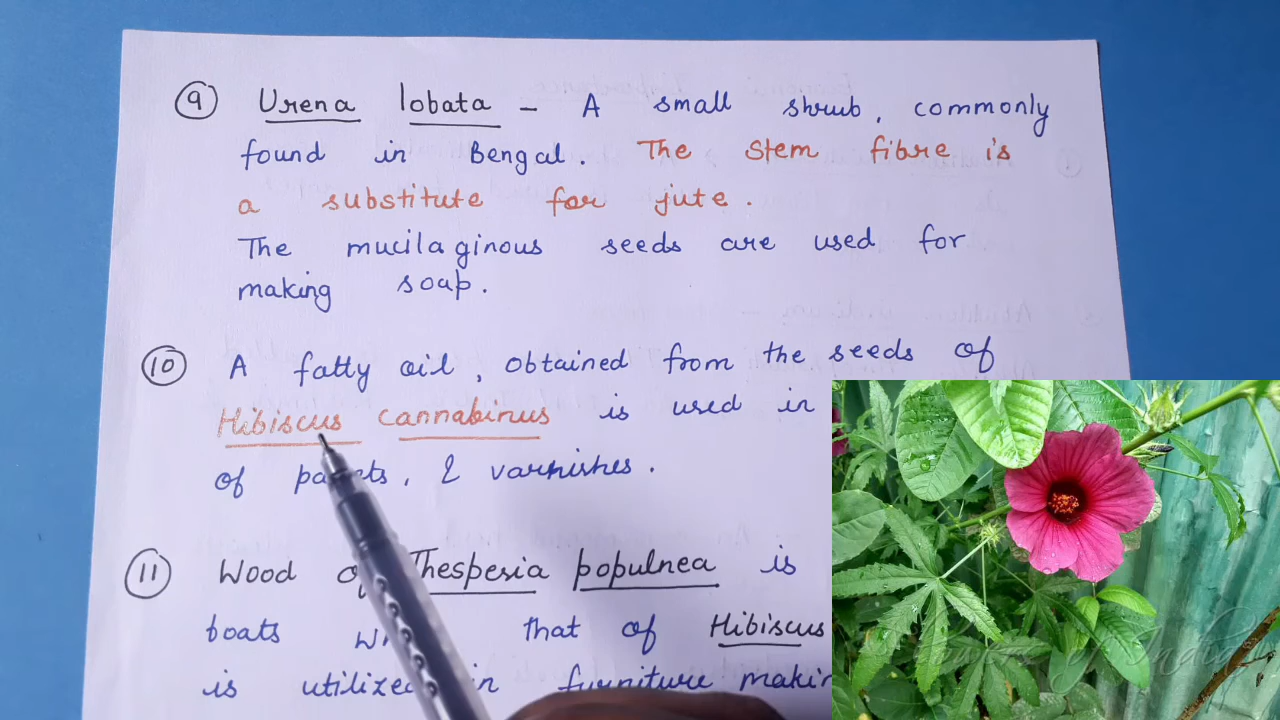 9 Urena lobata – A small shrub, commonly
found in Bengal. The stem fibre is
a substitute for jute.
The mucilaginous seeds are used for
making soap.
10 A fatty oil, obtained from the seeds of
Hibiscus cannabinus is used in
of paints, & varnishes.
11 Wood of Thespesia populnea is
boats that of Hibiscus
is utilized in furniture making